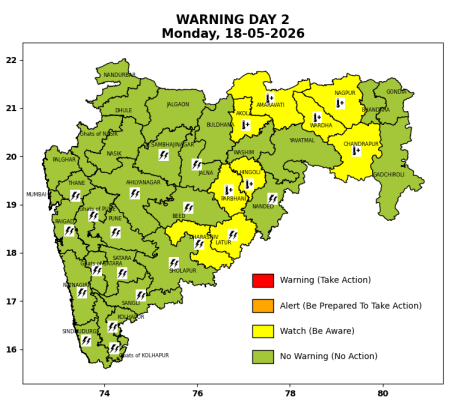 WARNING DAY 2
Monday, 18-05-2026
22
21
20
19
18
17
16
74
76
78
80
NANDURBAR
DHULE
JALGAON
BULDHANA
AKOLA
AMARAVATI
NAGPUR
WARDHA
BHANDARA
GONDIA
Ghats of NASIK
NASIK
SAMBHAJINAGAR
JALNA
WASHIM
YAVATMAL
CHANDRAPUR
GADCHIROLI
PALGHAR
THANE
AHILYANAGAR
HINGOLI
PARBHANI
NANDED
MUMBAI
Ghats of PUNE
PUNE
BEED
RAIGAD
DHARASHIV
LATUR
SATARA
Ghats of SATARA
SHOLAPUR
RATNAGIRI
SANGLI
KOLHAPUR
SINDHUDURG
Ghats of KOLHAPUR
Warning (Take Action)
Alert (Be Prepared To Take Action)
Watch (Be Aware)
No Warning (No Action)